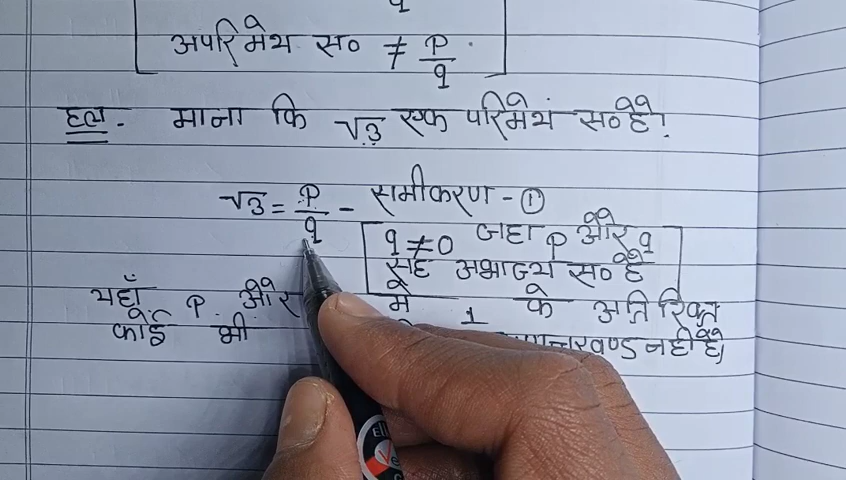 q
अपरिमेय स० ≠ p/q
हल. माना कि √3 एक परिमेय स० है।
√3 = p/q - समीकरण - ①
q ≠ 0 जहा p और q
सह अभाज्य स० है
यहाँ p और में 1 के अतिरिक्त
कोई भी नहीं है,